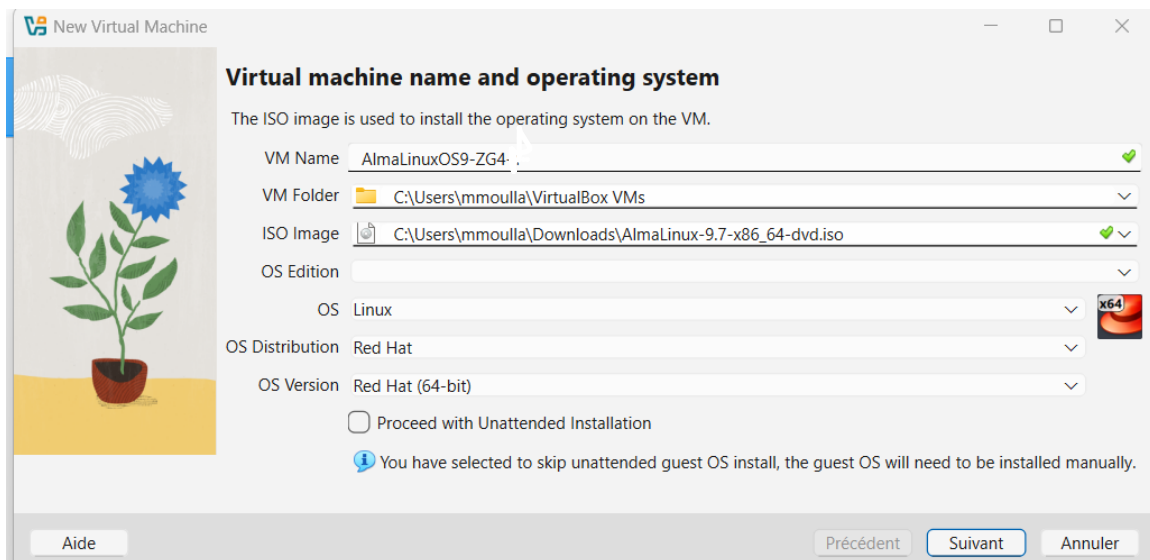 New Virtual Machine
Virtual machine name and operating system
The ISO image is used to install the operating system on the VM.
VM Name AlmaLinuxOS9-ZG4-
VM Folder C:\Users\mmoulla\VirtualBox VMs
ISO Image C:\Users\mmoulla\Downloads\AlmaLinux-9.7-x86_64-dvd.iso
OS Edition
OS Linux
x64
OS Distribution Red Hat
OS Version Red Hat (64-bit)
Proceed with Unattended Installation
You have selected to skip unattended guest OS install, the guest OS will need to be installed manually.
Aide Précédent Suivant Annuler